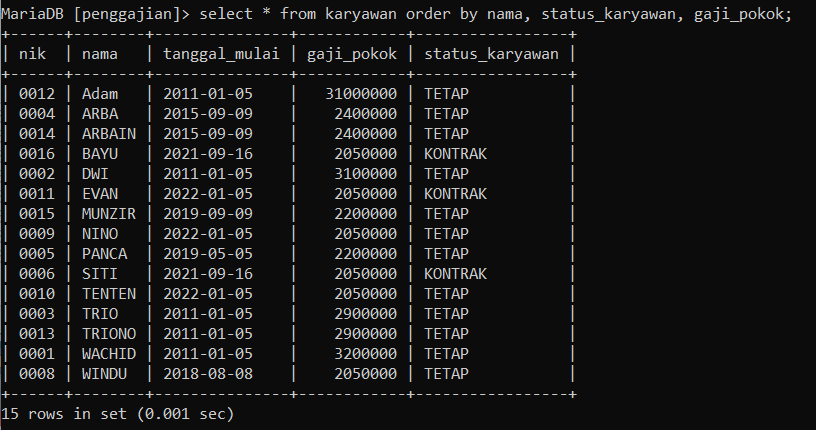 MariaDB [penggajian]> select * from karyawan order by nama, status_karyawan, gaji_pokok;
+------+--------+---------------+------------+-----------------+
| nik  | nama   | tanggal_mulai | gaji_pokok | status_karyawan |
+------+--------+---------------+------------+-----------------+
| 0012 | Adam   | 2011-01-05    |   31000000 | TETAP           |
| 0004 | ARBA   | 2015-09-09    |    2400000 | TETAP           |
| 0014 | ARBAIN | 2015-09-09    |    2400000 | TETAP           |
| 0016 | BAYU   | 2021-09-16    |    2050000 | KONTRAK         |
| 0002 | DWI    | 2011-01-05    |    3100000 | TETAP           |
| 0011 | EVAN   | 2022-01-05    |    2050000 | KONTRAK         |
| 0015 | MUNZIR | 2019-09-09    |    2200000 | TETAP           |
| 0009 | NINO   | 2022-01-05    |    2050000 | TETAP           |
| 0005 | PANCA  | 2019-05-05    |    2200000 | TETAP           |
| 0006 | SITI   | 2021-09-16    |    2050000 | KONTRAK         |
| 0010 | TENTEN | 2022-01-05    |    2050000 | TETAP           |
| 0003 | TRIO   | 2011-01-05    |    2900000 | TETAP           |
| 0013 | TRIONO | 2011-01-05    |    2900000 | TETAP           |
| 0001 | WACHID | 2011-01-05    |    3200000 | TETAP           |
| 0008 | WINDU  | 2018-08-08    |    2050000 | TETAP           |
+------+--------+---------------+------------+-----------------+
15 rows in set (0.001 sec)